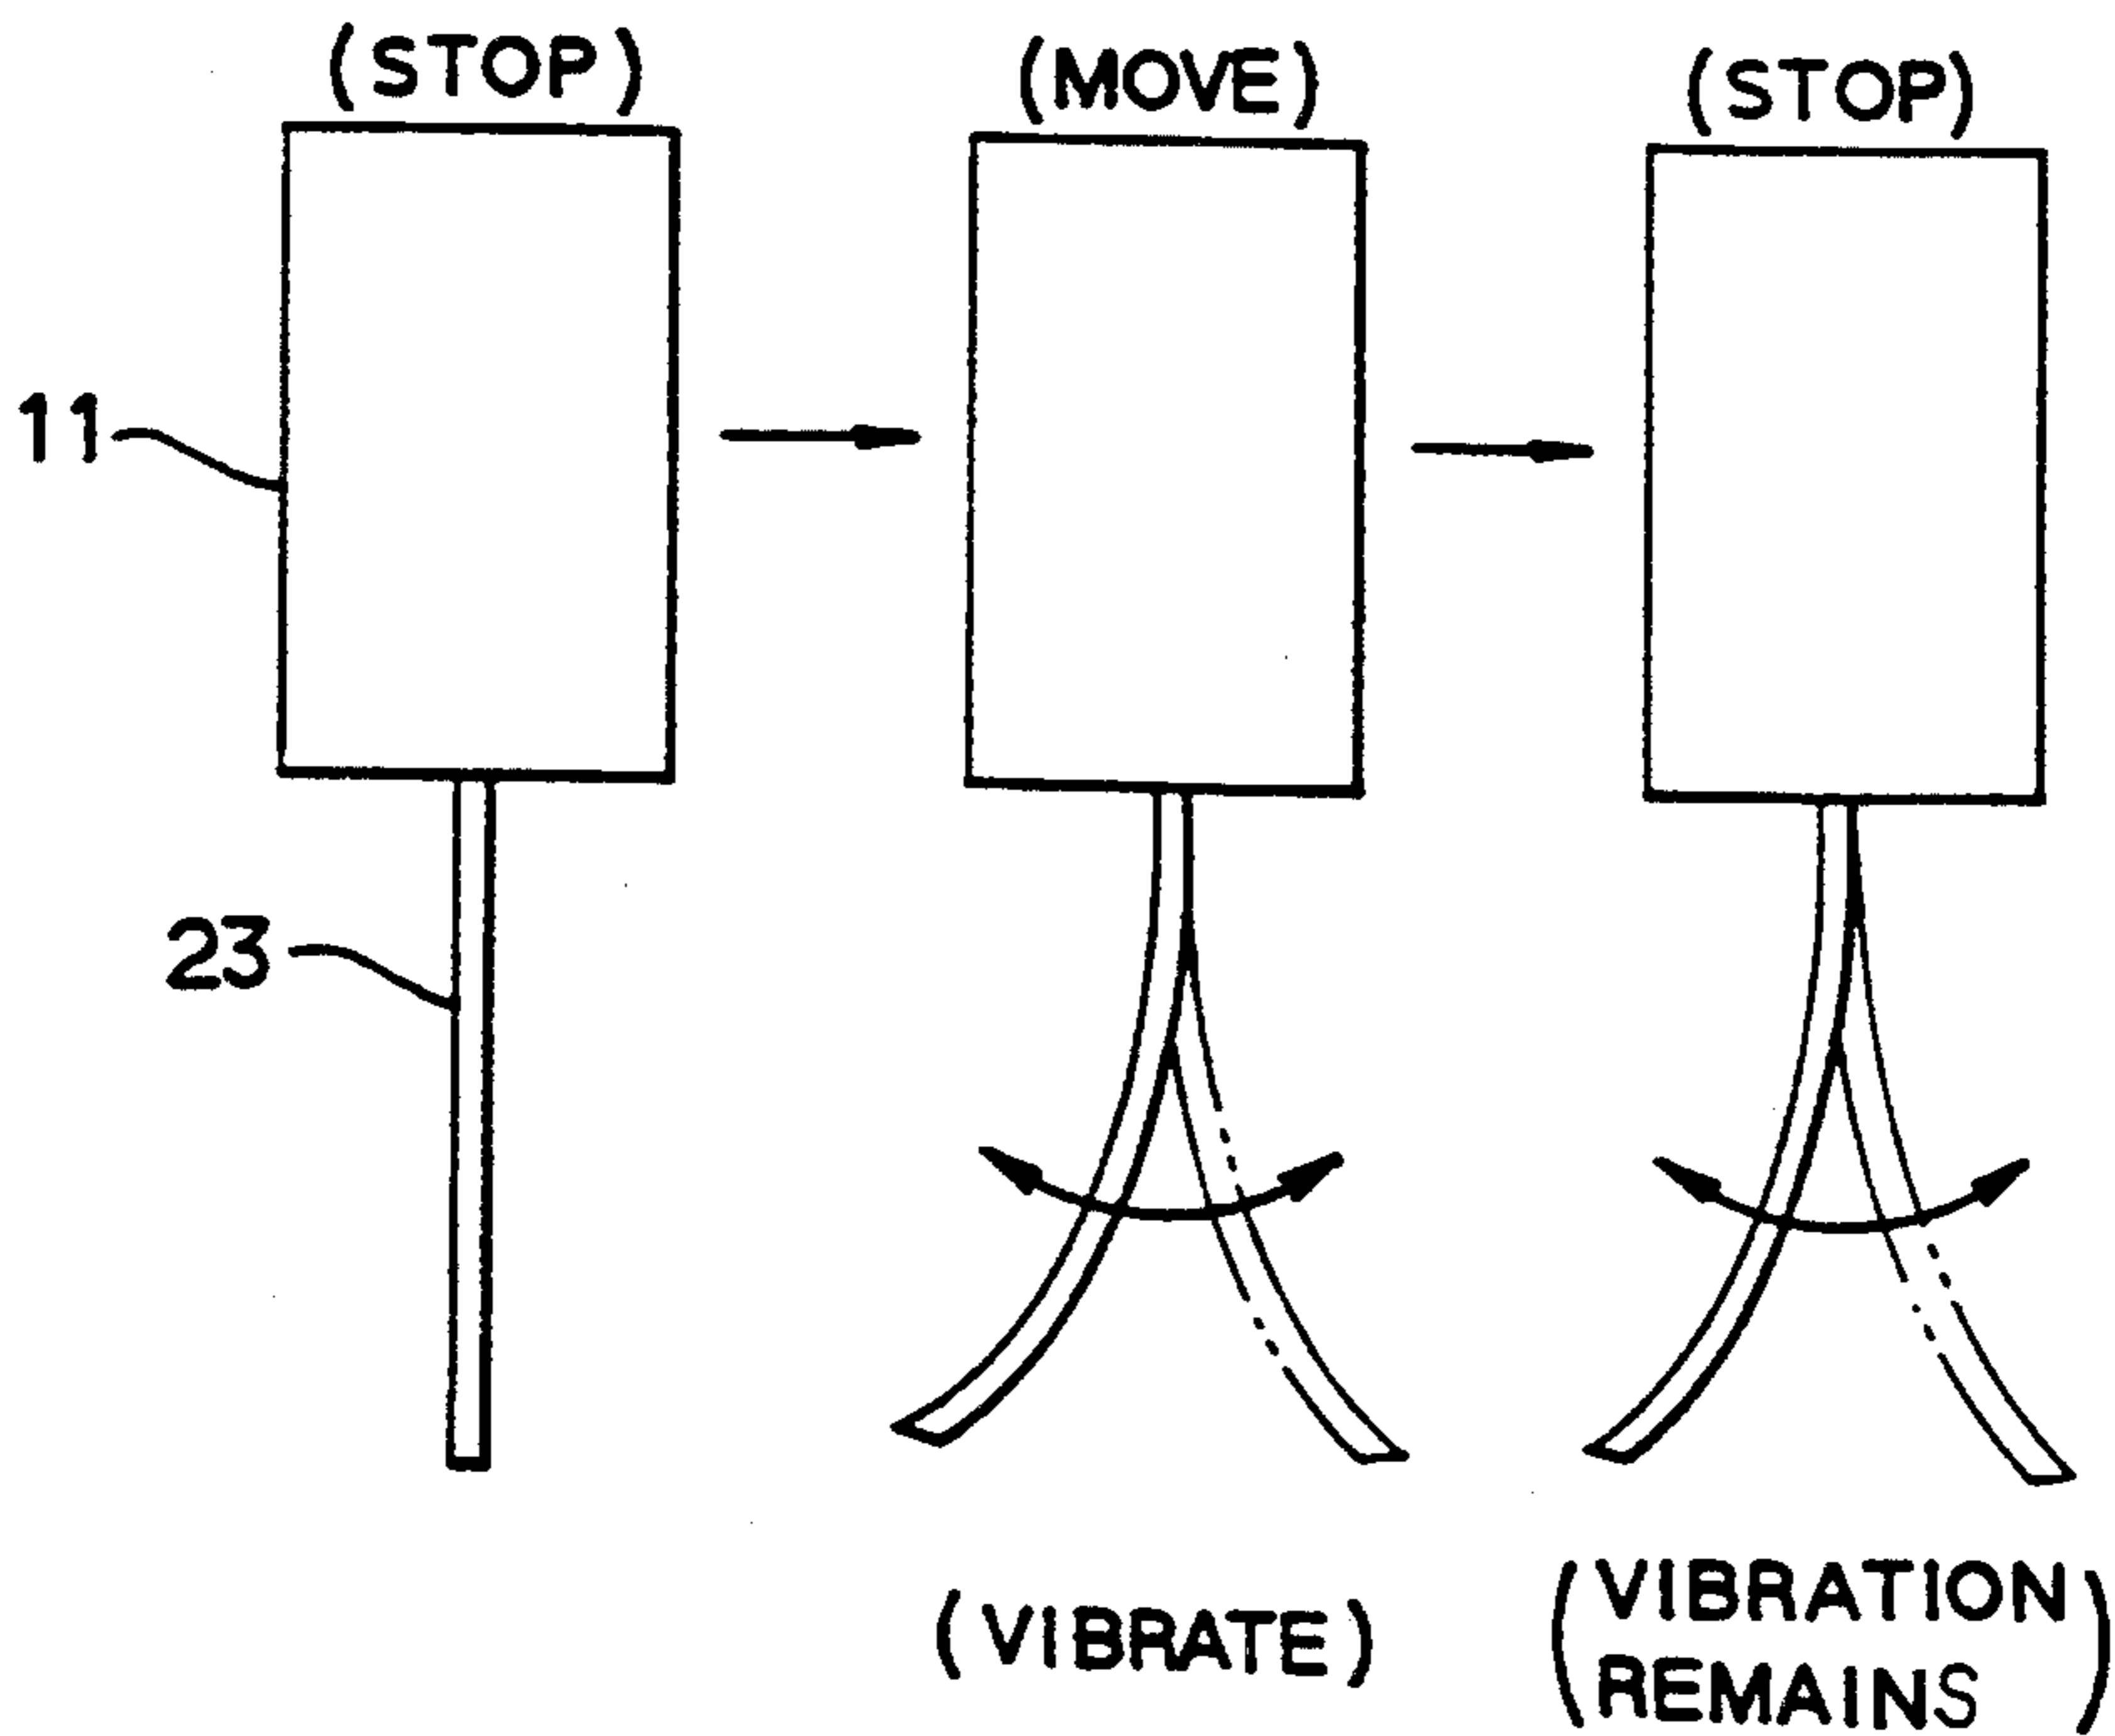 (STOP)
(MOVE)
(STOP)
11
23
(VIBRATE)
(VIBRATION
REMAINS)